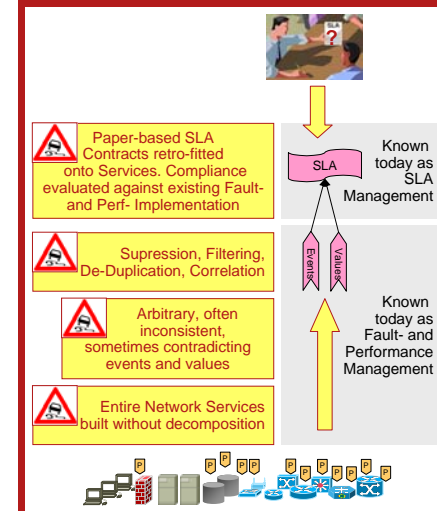 SLA
?
Paper-based SLA
Contracts retro-fitted
onto Services. Compliance
evaluated against existing Fault-
and Perf- Implementation
SLA
Known
today as
SLA
Management
Supression, Filtering,
De-Duplication, Correlation
Events
Values
Arbitrary, often
inconsistent,
sometimes contradicting
events and values
Known
today as
Fault- and
Performance
Management
Entire Network Services
built without decomposition
P
P
P
P
P
P
P
P
P
P